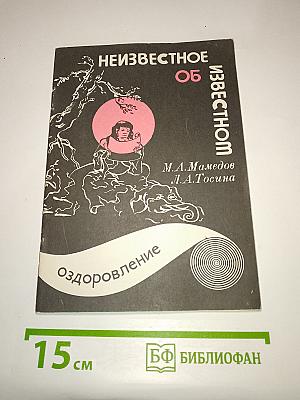 НЕИЗВЕСТНОЕ
ОБ
ИЗВЕСТНОМ
М.А.Мамедов
Л.А.Тосина
оздоровление
15 см
БФ БИБЛИОФАН